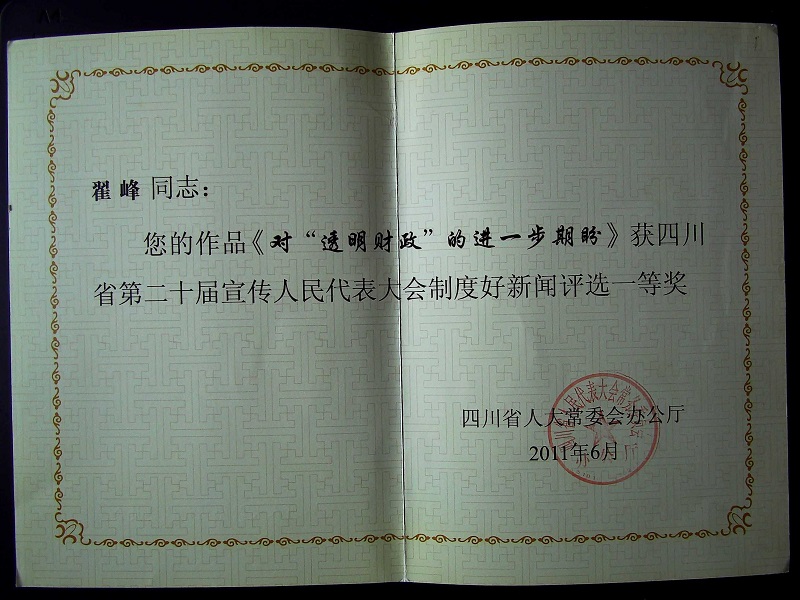 翟峰 同志：
您的作品《对“透明财政”的进一步期盼》获四川
省第二十届宣传人民代表大会制度好新闻评选一等奖
四川省人大常委会办公厅
2011年6月